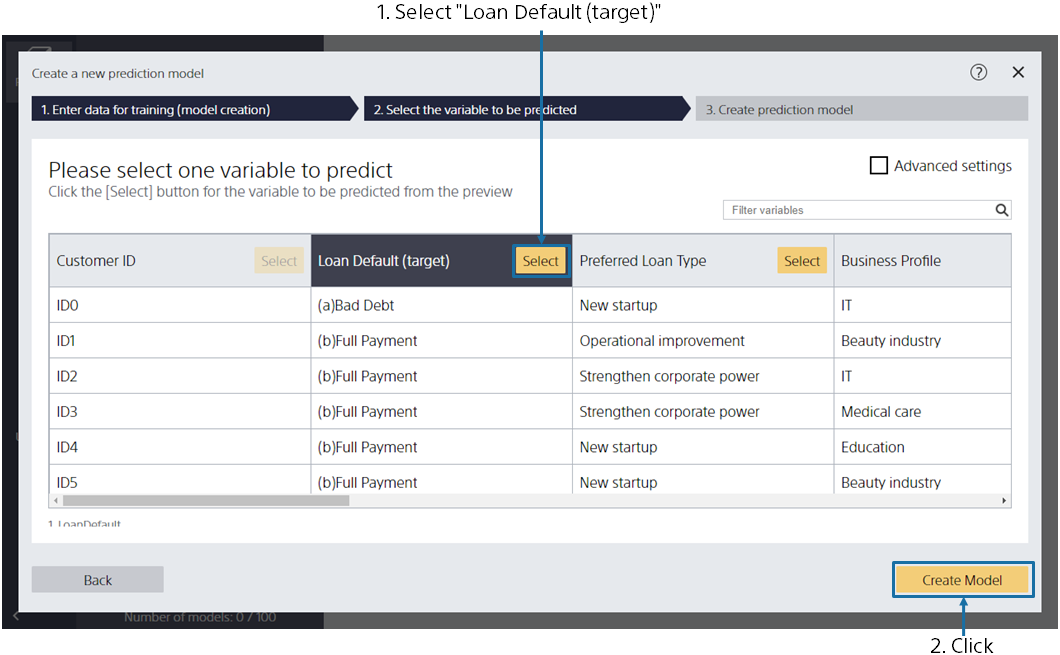 1. Select "Loan Default (target)"
Create a new prediction model
1. Enter data for training (model creation)
2. Select the variable to be predicted
3. Create prediction model
Please select one variable to predict
Advanced settings
Click the [Select] button for the variable to be predicted from the preview
Filter variables
Customer ID Select Loan Default (target) Select Preferred Loan Type Select Business Profile
ID0 (a)Bad Debt New startup IT
ID1 (b)Full Payment Operational improvement Beauty industry
ID2 (b)Full Payment Strengthen corporate power IT
ID3 (b)Full Payment Strengthen corporate power Medical care
ID4 (b)Full Payment New startup Education
ID5 (b)Full Payment New startup Beauty industry
1 LoanDefault
Back
Create Model
Number of models: 0 / 100
2. Click